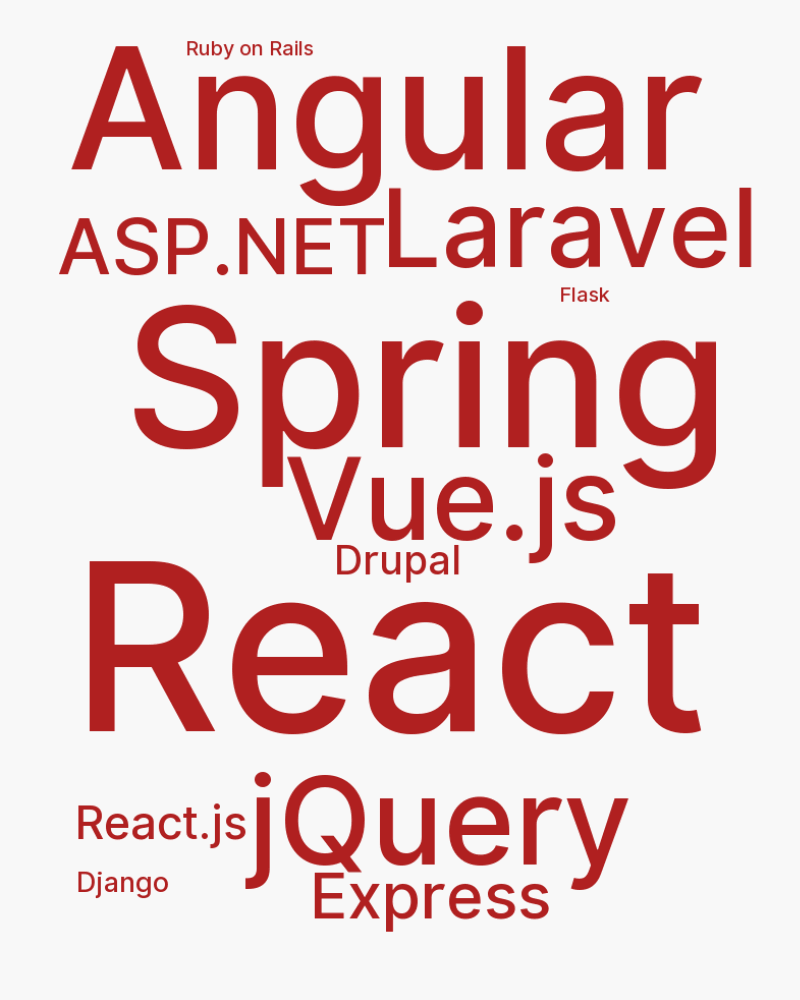 Ruby on Rails
Angular
ASP.NET
Laravel
Flask
Spring
Vue.js
Drupal
React
React.js
jQuery
Django
Express